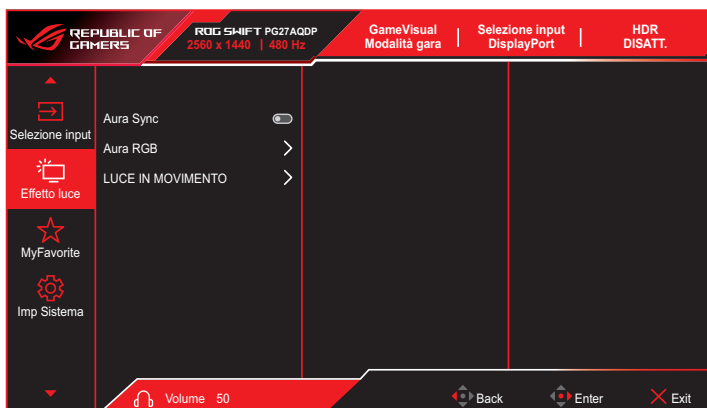 REPUBLIC OF
GAMERS
ROG SWIFT PG27AQDP
2560 x 1440 | 480 Hz
GameVisual
Modalità gara
Selezione input
DisplayPort
HDR
DISATT.
Selezione input
Effetto luce
MyFavorite
Imp Sistema
Aura Sync
Aura RGB
LUCE IN MOVIMENTO
Volume 50
Back
Enter
Exit